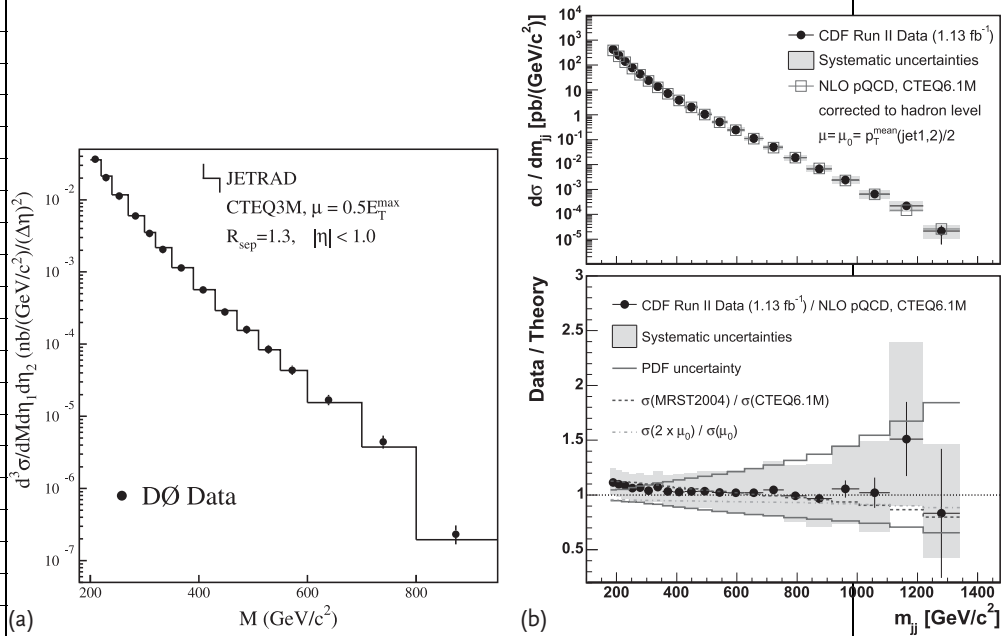 10⁻²
10⁻³
10⁻⁴
10⁻⁵
10⁻⁶
10⁻⁷
d³σ/dMdη₁dη₂ (nb/(GeV/c²)/(Δη)²)
JETRAD
CTEQ3M, μ = 0.5E_T^max
R_sep=1.3, |η| < 1.0
DØ Data
200 400 600 800
M (GeV/c²)
(a)
10⁴
10³
10²
10
1
10⁻¹
10⁻²
10⁻³
10⁻⁴
10⁻⁵
dσ / dm_jj [pb/(GeV/c²)]
CDF Run II Data (1.13 fb⁻¹)
Systematic uncertainties
NLO pQCD, CTEQ6.1M
corrected to hadron level
μ= μ₀= p_T^mean(jet1,2)/2
3
2.5
2
1.5
1
0.5
Data / Theory
CDF Run II Data (1.13 fb⁻¹) / NLO pQCD, CTEQ6.1M
Systematic uncertainties
PDF uncertainty
σ(MRST2004) / σ(CTEQ6.1M)
σ(2 x μ₀) / σ(μ₀)
200 400 600 800 1000 1200 1400
m_jj [GeV/c²]
(b)